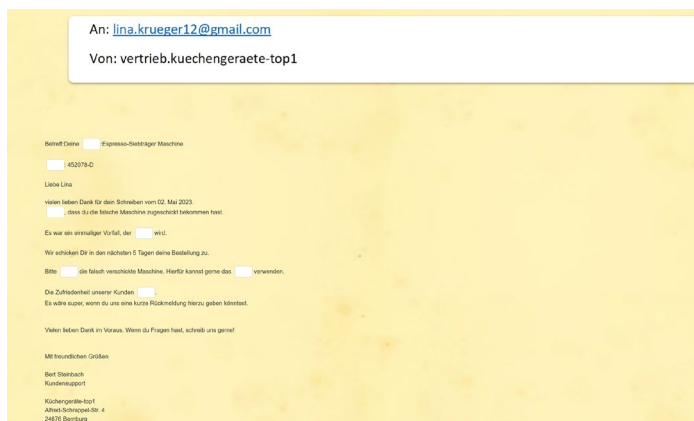 An: lina.krueger12@gmail.com
Von: vertrieb.kuechengeraete-top1
Betreff:Deine :Espresso-Siebträger Maschine
: 452978-D
Liebe Lina
vielen lieben Dank für dein Schreiben vom 02. Mai 2023.
, dass du die falsche Maschine zugeschickt bekommen hast.
Es war ein einmaliger Vorfall, der wird.
Wir schicken Dir in den nächsten 5 Tagen deine Bestellung zu.
Bitte die falsch verschickte Maschine. Hierfür kannst gerne das verwenden.
Die Zufriedenheit unserer Kunden .
Es wäre super, wenn du uns eine kurze Rückmeldung hierzu geben könntest.
Vielen lieben Dank im Voraus. Wenn du Fragen hast, schreib uns gerne!
Mit freundlichen Grüßen
Bert Steinbach
Kundensupport
Küchengeräte-top1
Alfred-Schrappel-Str. 4
24676 Bernburg